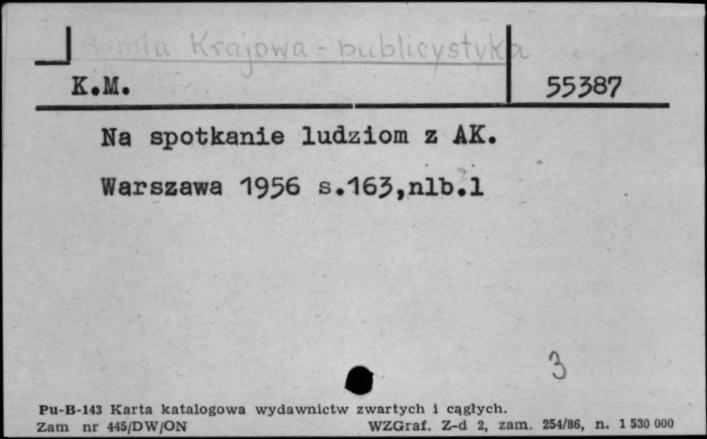 Armia Krajowa - publicystyka
K.M.
55387
Na spotkanie ludziom z AK.
Warszawa 1956 s.163,nlb.1
3
Pu-B-143 Karta katalogowa wydawnictw zwartych i cągłych.
Zam nr 445/DW/ON WZGraf. Z-d 2, zam. 254/86, n. 1 530 000